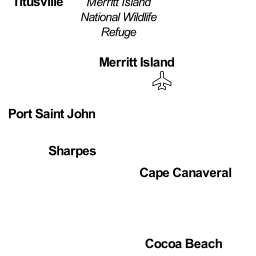 Titusville
Merritt Island
National Wildlife
Refuge
Merritt Island
Port Saint John
Sharpes
Cape Canaveral
Cocoa Beach